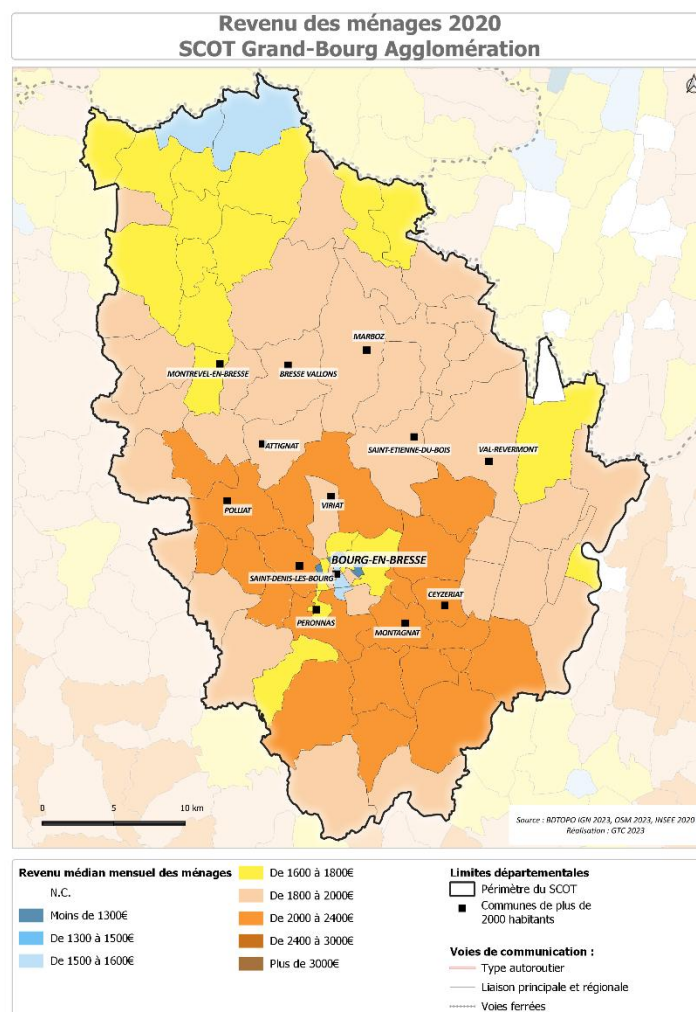 Revenu des ménages 2020
SCOT Grand-Bourg Agglomération
MARBOZ
MONTREVEL-EN-BRESSE
BRESSE VALLONS
ATTIGNAT
SAINT-ETIENNE-DU-BOIS
VAL-REVERMONT
POLLIAT
VIRIAT
BOURG-EN-BRESSE
SAINT-DENIS-LES-BOURG
CEYZERIAT
PERONNAS
MONTAGNAT
0 5 10 km
Source : BDTOPO IGN 2023, OSM 2023, INSEE 2020
Réalisation : GTC 2023
Revenu médian mensuel des ménages
N.C.
Moins de 1300€
De 1300 à 1500€
De 1500 à 1600€
De 1600 à 1800€
De 1800 à 2000€
De 2000 à 2400€
De 2400 à 3000€
Plus de 3000€
Limites départementales
Périmètre du SCOT
Communes de plus de
2000 habitants
Voies de communication :
Type autoroutier
Liaison principale et régionale
Voies ferrées